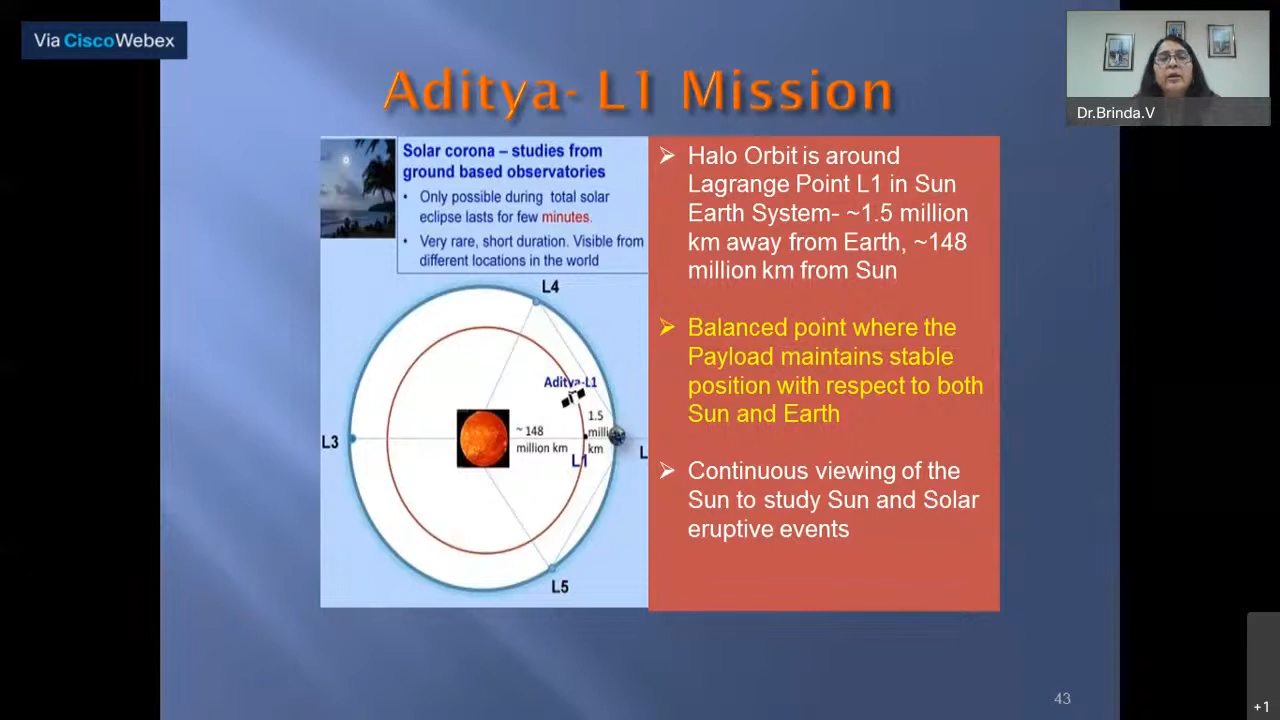 Via CiscoWebex
Aditya- L1 Mission
Dr.Brinda.V
Solar corona – studies from
ground based observatories
• Only possible during total solar
eclipse lasts for few minutes.
• Very rare, short duration. Visible from
different locations in the world
L4
Aditya-L1
1.5
milli
km
~ 148
million km
L1
L3
L
L5
➢ Halo Orbit is around
Lagrange Point L1 in Sun
Earth System- ~1.5 million
km away from Earth, ~148
million km from Sun
➢ Balanced point where the
Payload maintains stable
position with respect to both
Sun and Earth
➢ Continuous viewing of the
Sun to study Sun and Solar
eruptive events
43
+1